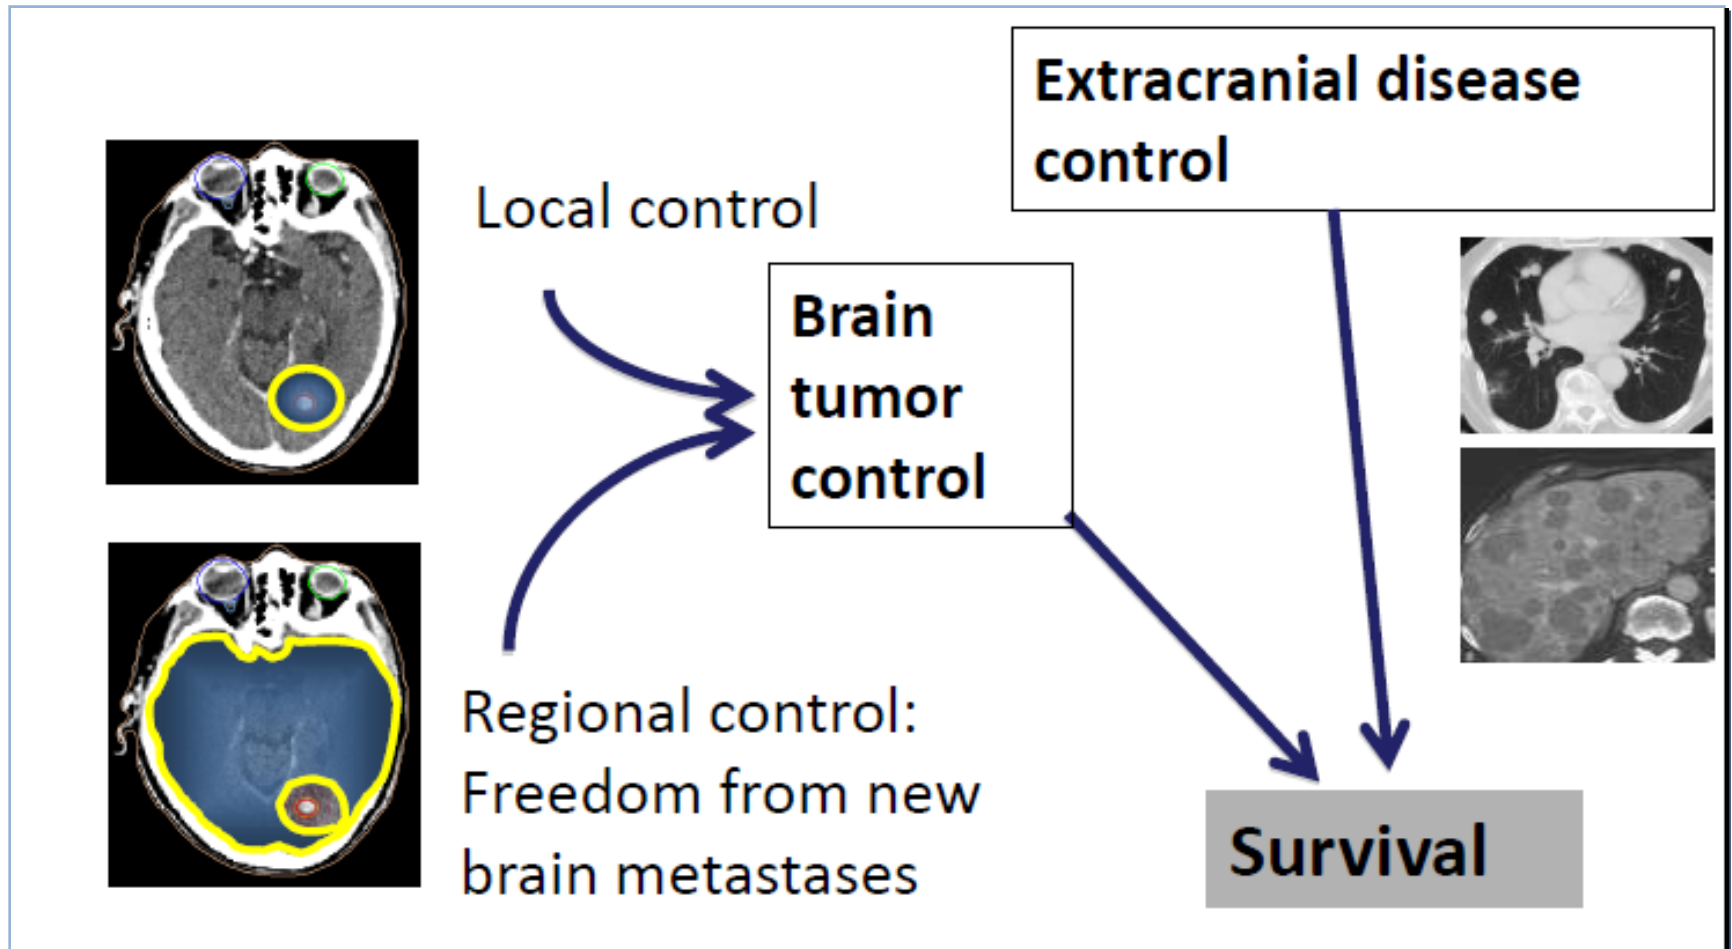 Extracranial disease
control
Local control
Brain
tumor
control
Regional control:
Freedom from new
brain metastases
Survival